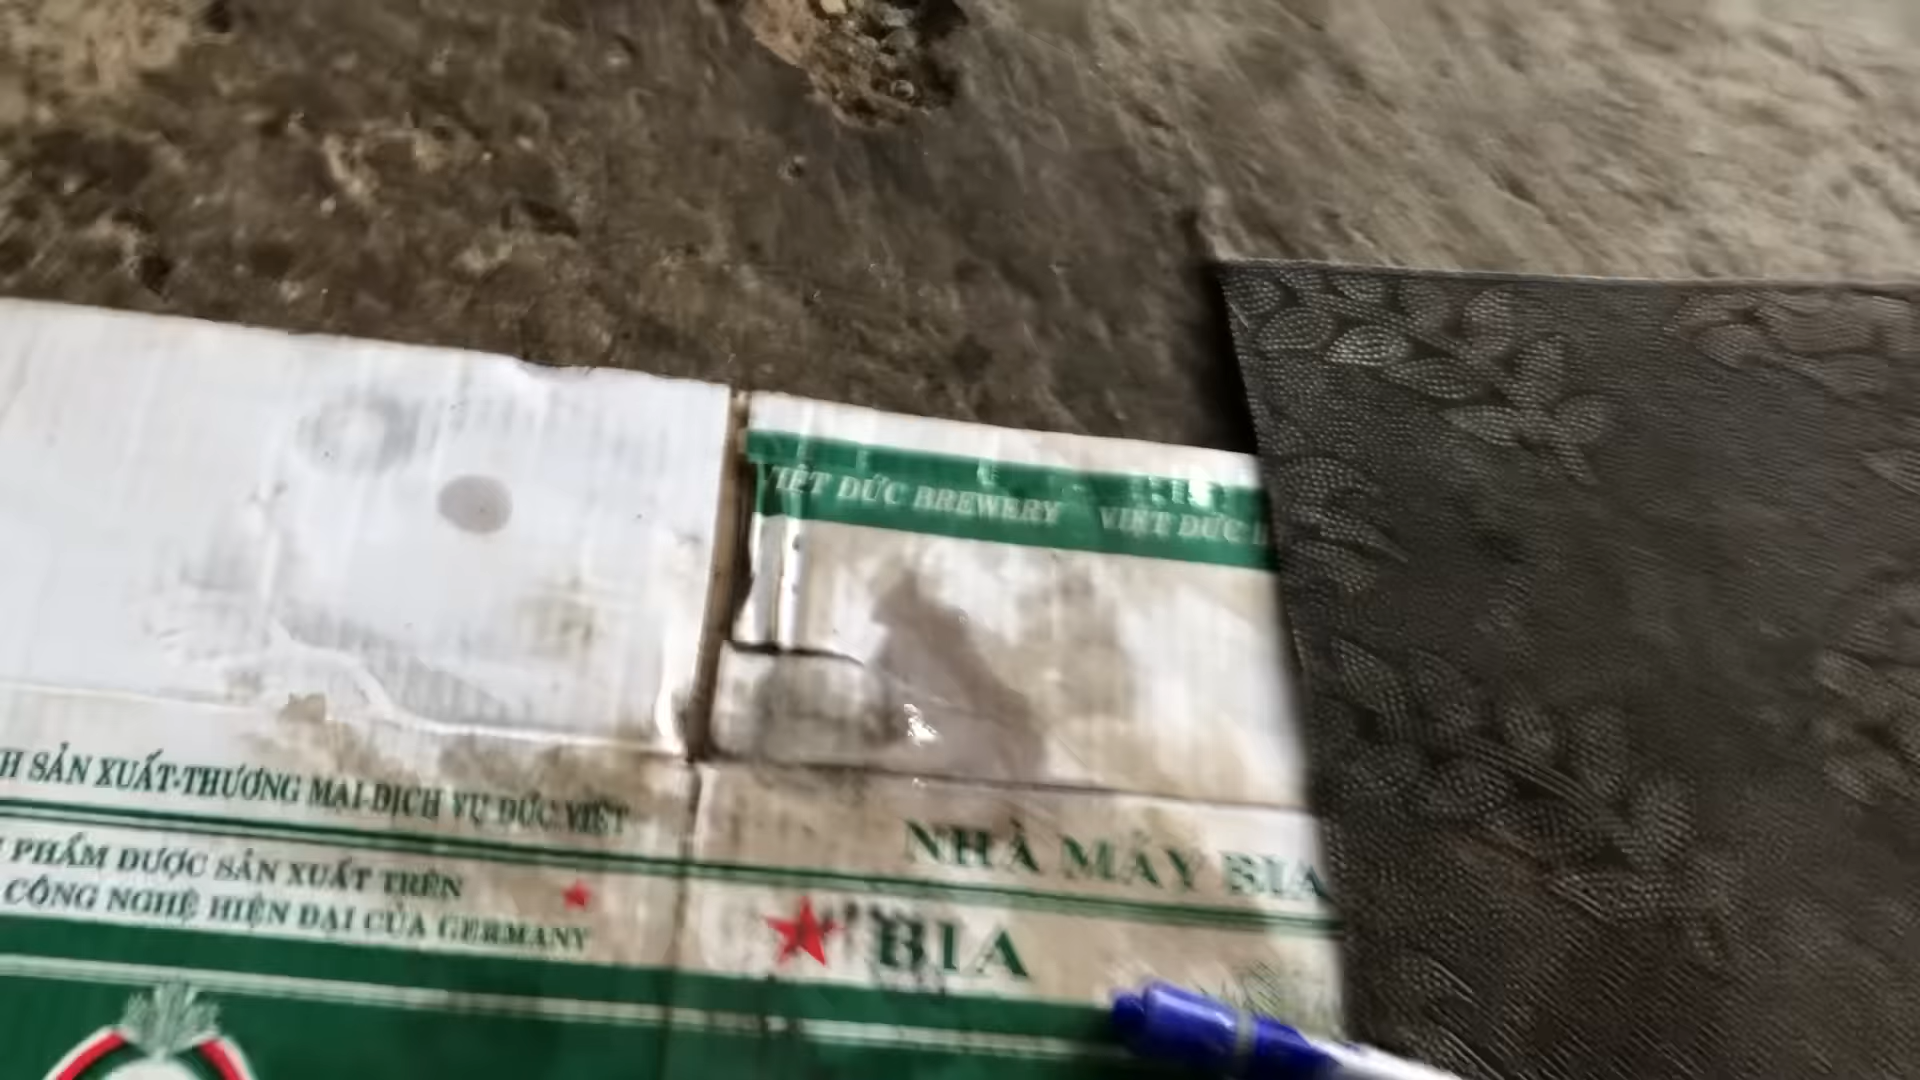 VIỆT ĐỨC BREWERY VIỆT ĐỨC
H SẢN XUẤT-THƯƠNG MẠI-DỊCH VỤ ĐỨC VIỆT
PHẨM ĐƯỢC SẢN XUẤT TRÊN
CÔNG NGHỆ HIỆN ĐẠI CỦA GERMANY
NHÀ MÁY BIA
BIA